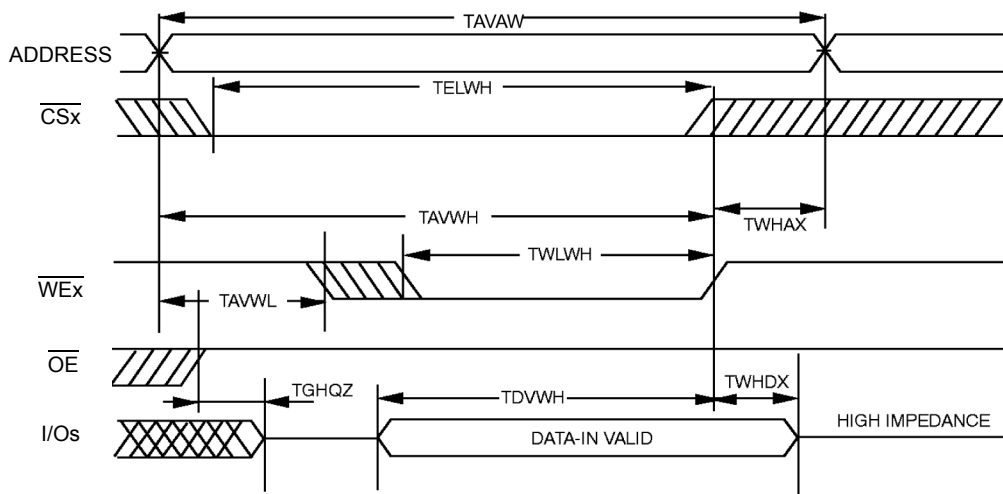 TAVAW
ADDRESS
TELWH
CSx
TAVWH
TWHAX
TWLWH
WEx
TAVWL
OE
TGHQZ
TDVWH
TWHDX
I/Os
DATA-IN VALID
HIGH IMPEDANCE